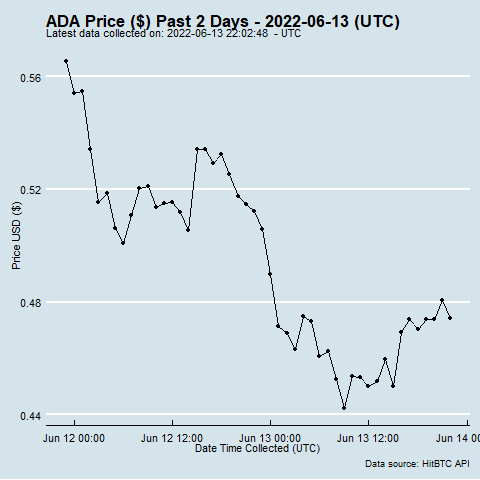 ADA Price ($) Past 2 Days - 2022-06-13 (UTC)
Latest data collected on: 2022-06-13 22:02:48  - UTC
0.56
0.52
0.48
0.44
Price USD ($)
Jun 12 00:00
Jun 12 12:00
Jun 13 00:00
Jun 13 12:00
Jun 14 00
Date Time Collected (UTC)
Data source: HitBTC API